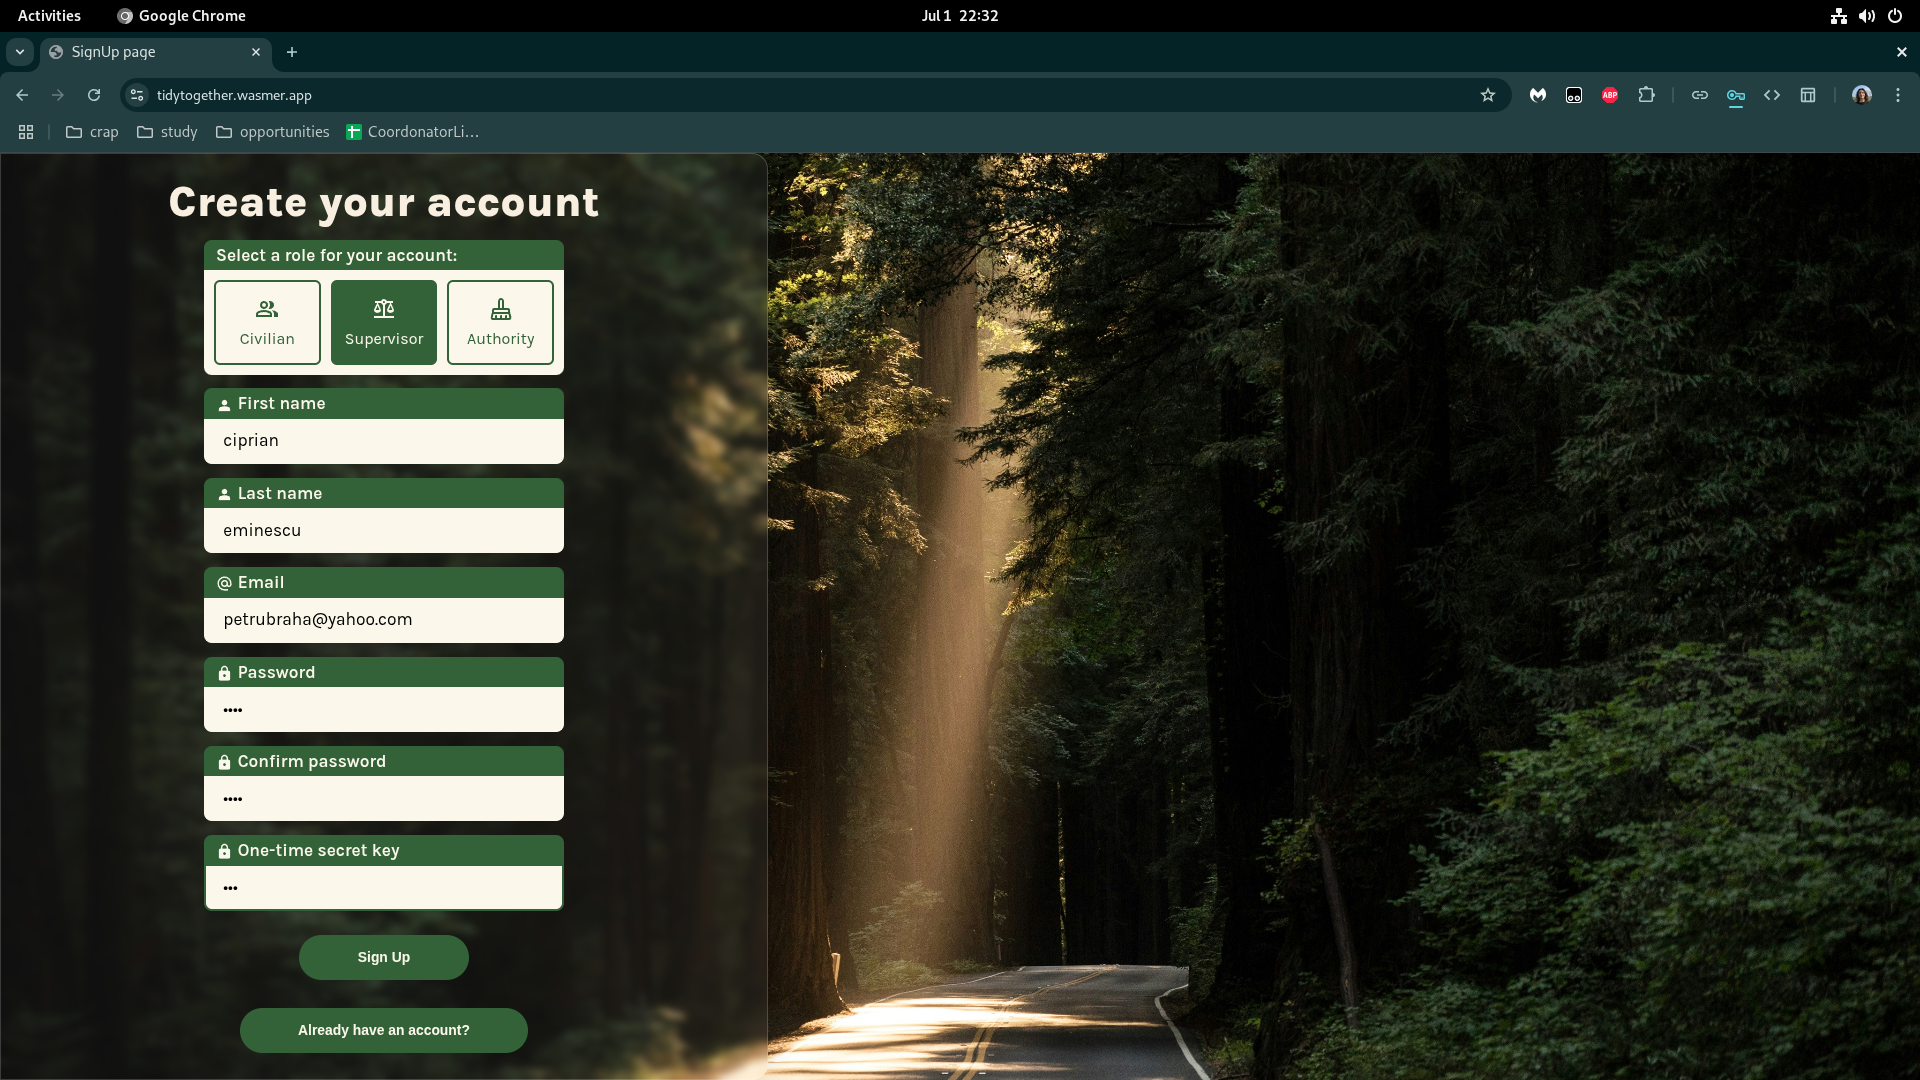 Activities
Google Chrome
Jul 1 22:32
SignUp page
tidytogether.wasmer.app
ABP
crap
study
opportunities
CoordonatorLi...
Create your account
Select a role for your account:
Civilian
Supervisor
Authority
First name
ciprian
Last name
eminescu
Email
petrubraha@yahoo.com
Password
••••
Confirm password
••••
One-time secret key
•••
Sign Up
Already have an account?